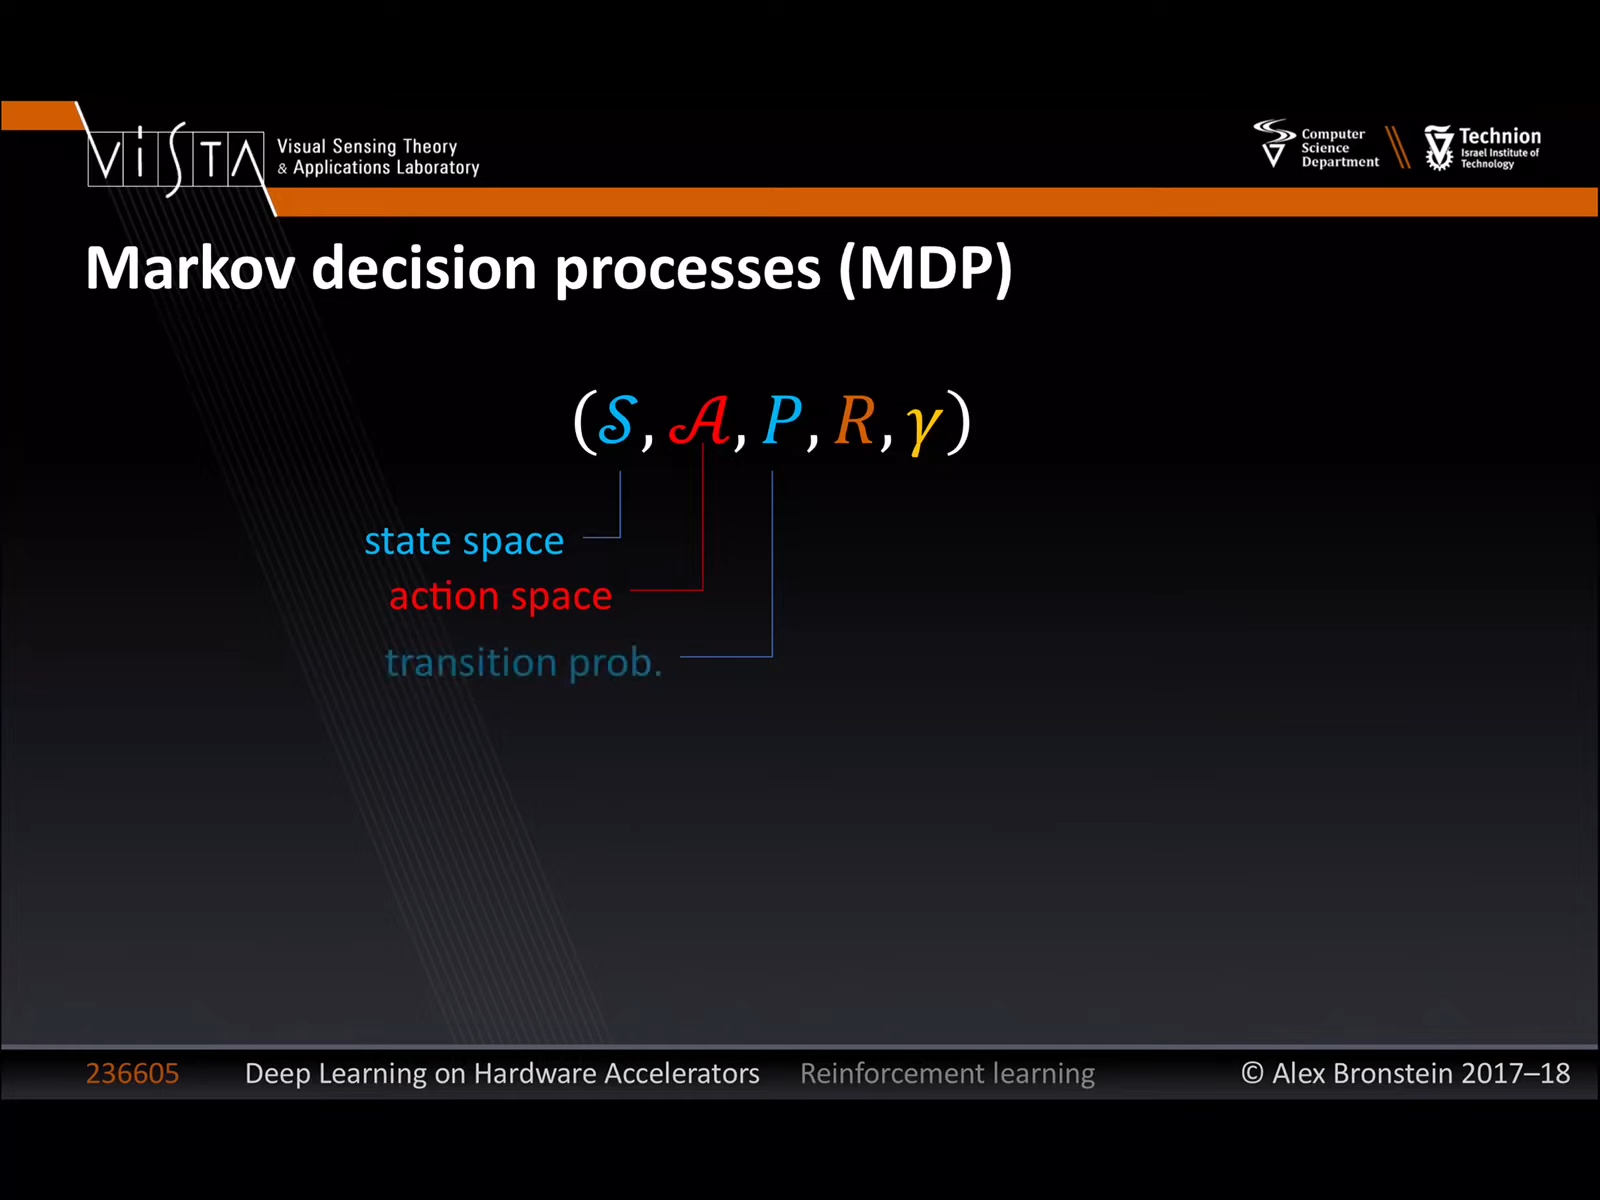 ViSTA
Visual Sensing Theory
& Applications Laboratory
Computer
Science
Department
Technion
Israel Institute of
Technology
Markov decision processes (MDP)
(𝒮, 𝒜, P, R, γ)
state space
action space
transition prob.
236605 Deep Learning on Hardware Accelerators Reinforcement learning © Alex Bronstein 2017–18